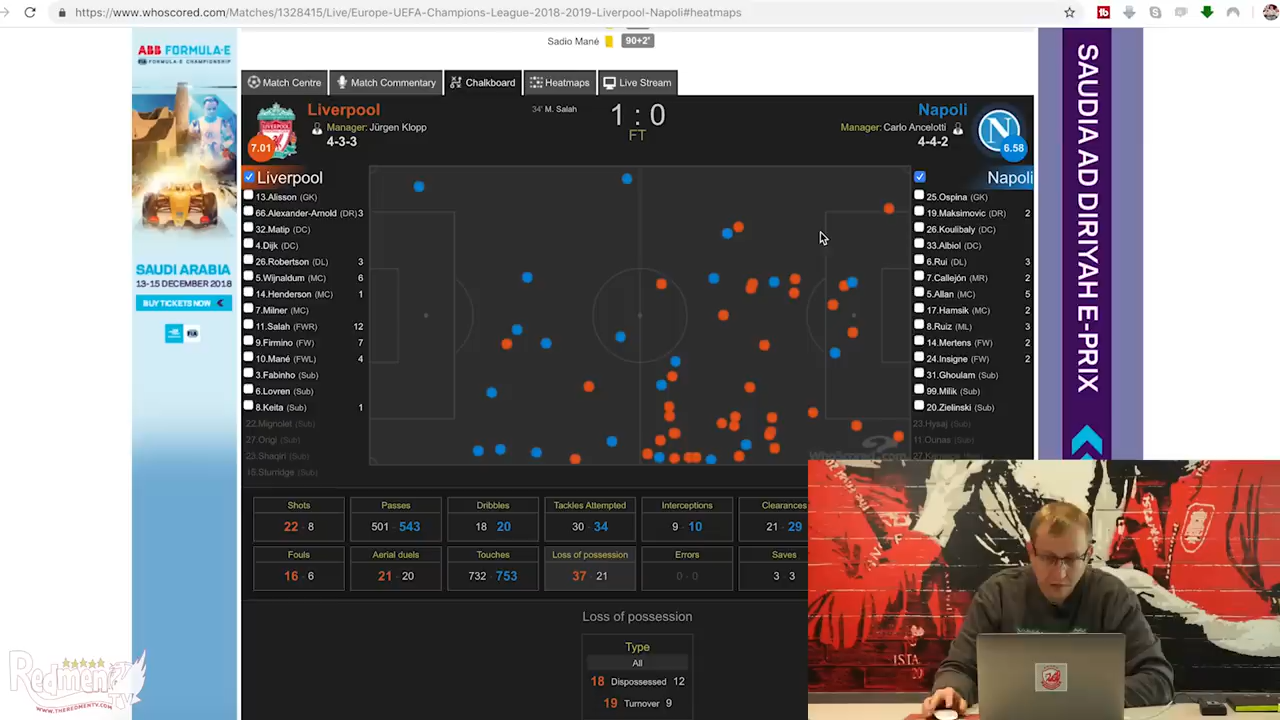 https://www.whoscored.com/Matches/1328415/Live/Europe-UEFA-Champions-League-2018-2019-Liverpool-Napoli#heatmaps
Sadio Mané 90+2'
ABB FORMULA-E
FIA FORMULA-E CHAMPIONSHIP
SAUDI ARABIA
13-15 DECEMBER 2018
BUY TICKETS NOW
SAUDIA AD DIRIYAH E-PRIX
Match Centre Match Commentary Chalkboard Heatmaps Live Stream
Liverpool 34' M. Salah 1 : 0 Napoli
FT
Manager: Jürgen Klopp Manager: Carlo Ancelotti
4-3-3 4-4-2
7.01 6.58
Liverpool Napoli
13.Alisson (GK) 25.Ospina (GK)
66.Alexander-Arnold (DR) 3 19.Maksimovic (DR) 2
32.Matip (DC) 26.Koulibaly (DC)
4.Dijk (DC) 33.Albiol (DC)
26.Robertson (DL) 3 6.Rui (DL) 3
5.Wijnaldum (MC) 6 7.Callejón (MR) 2
14.Henderson (MC) 1 5.Allan (MC) 5
7.Milner (MC) 17.Hamsik (MC) 2
11.Salah (FWR) 12 8.Ruiz (ML) 3
9.Firmino (FW) 7 14.Mertens (FW) 2
10.Mané (FWL) 4 24.Insigne (FW) 2
3.Fabinho (Sub) 31.Ghoulam (Sub)
6.Lovren (Sub) 99.Milik (Sub)
8.Keita (Sub) 1 20.Zielinski (Sub)
22.Mignolet (Sub) 23.Hysaj (Sub)
27.Origi (Sub) 11.Ounas (Sub)
23.Shaqiri (Sub)
15.Sturridge (Sub)
WhoScored.com
Shots Passes Dribbles Tackles Attempted Interceptions Clearances
22 - 8 501 - 543 18 20 30 - 34 9 - 10 21 - 29
Fouls Aerial duels Touches Loss of possession Errors Saves
16 - 6 21 - 20 732 - 753 37 21 0 - 0 3 3
Loss of possession
Type
All
18 Dispossessed 12
19 Turnover 9
Redmen TV
WWW.THEREDMENTV.COM
ISTA